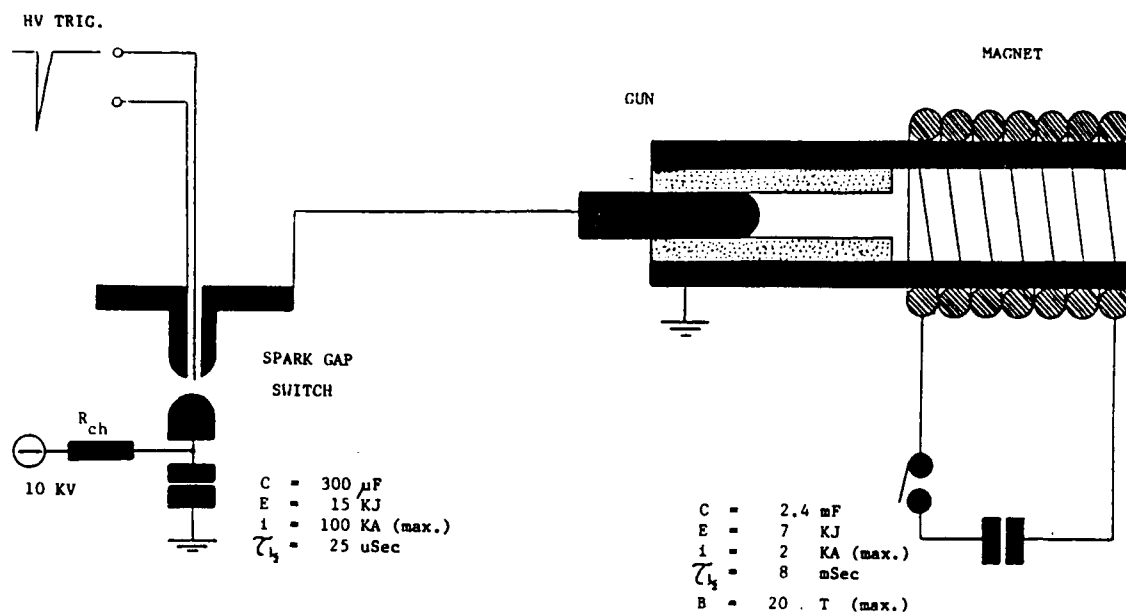 HV TRIG.
MAGNET
GUN
SPARK GAP
SWITCH
R_ch
10 KV
C = 300 µF
E = 15 KJ
i = 100 KA (max.)
τ_½ = 25 uSec
C = 2.4 mF
E = 7 KJ
i = 2 KA (max.)
τ_½ = 8 mSec
B = 20 . T (max.)